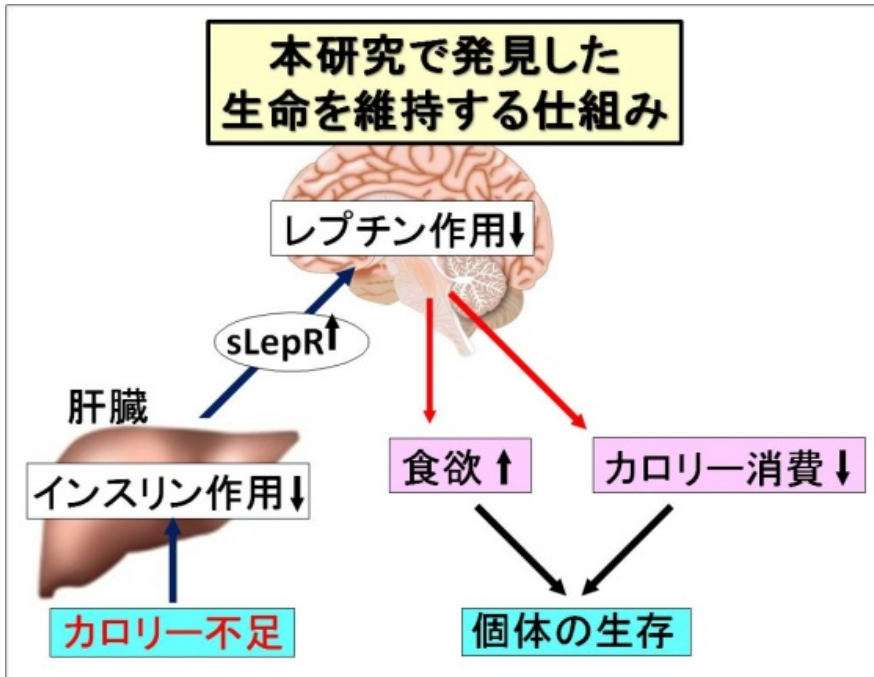 本研究で発見した
生命を維持する仕組み
レプチン作用↓
sLepR↑
肝臓
インスリン作用↓
カロリー不足
食欲↑
カロリー消費↓
個体の生存